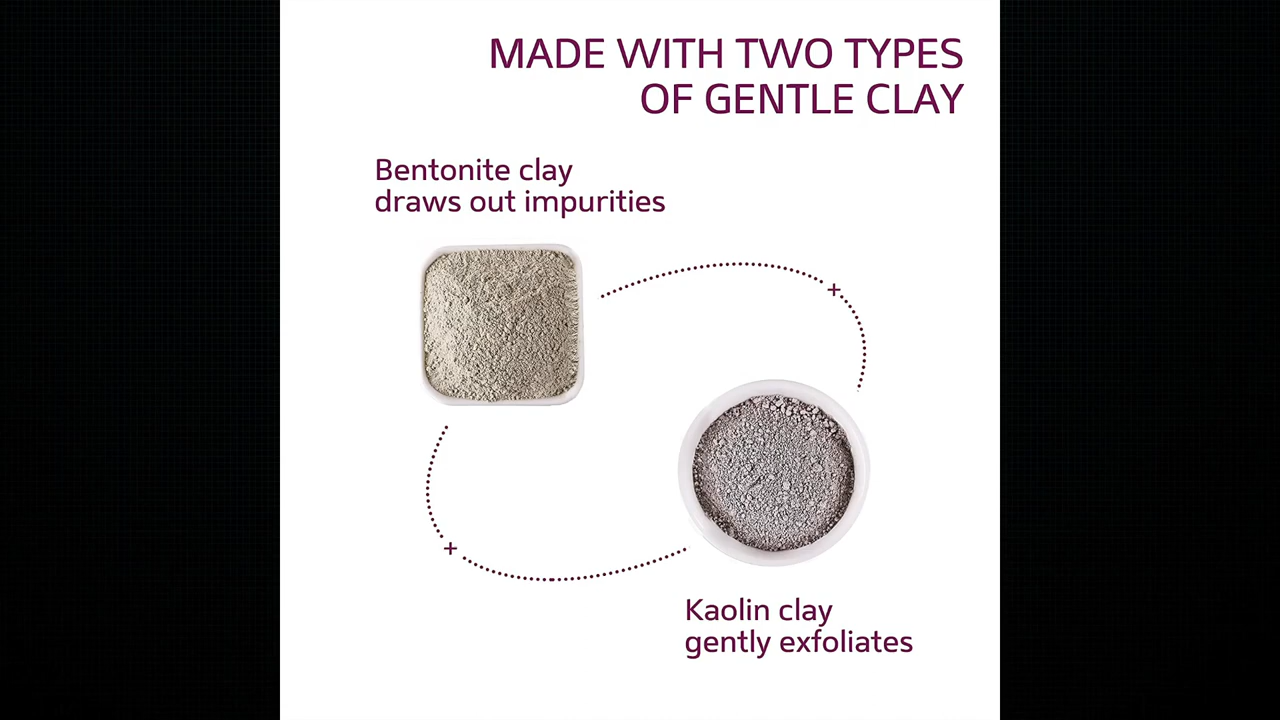 MADE WITH TWO TYPES
OF GENTLE CLAY
Bentonite clay
draws out impurities
+
+
Kaolin clay
gently exfoliates